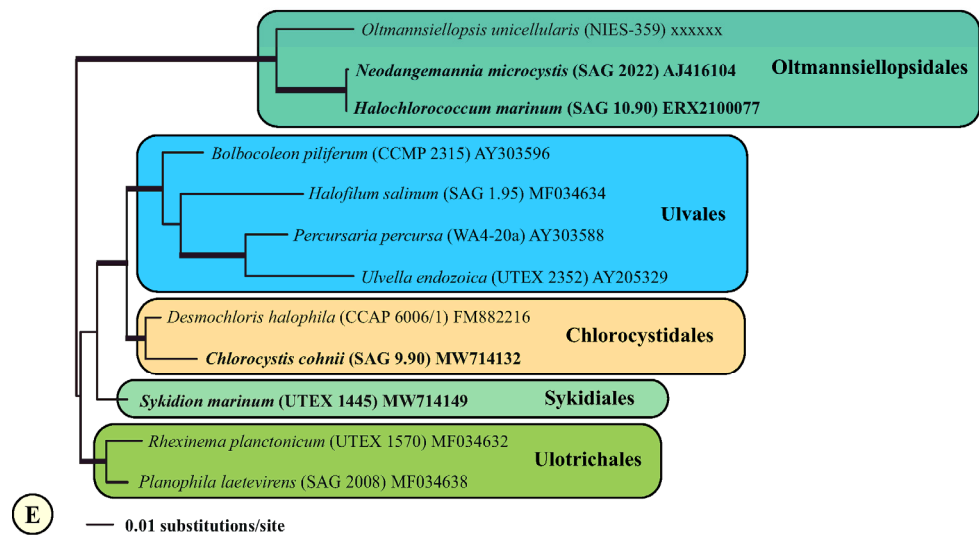 Oltmannsiellopsis unicellularis (NIES-359) xxxxxx
Neodangemannia microcystis (SAG 2022) AJ416104
Oltmannsiellopsidales
Halochlorococcum marinum (SAG 10.90) ERX2100077
Bolbocoleon piliferum (CCMP 2315) AY303596
Halofilum salinum (SAG 1.95) MF034634
Ulvales
Percursaria percursa (WA4-20a) AY303588
Ulvella endozoica (UTEX 2352) AY205329
Desmochloris halophila (CCAP 6006/1) FM882216
Chlorocystidales
Chlorocystis cohnii (SAG 9.90) MW714132
Sykidion marinum (UTEX 1445) MW714149
Sykidiales
Rhexinema planctonicum (UTEX 1570) MF034632
Ulotrichales
Planophila laetevirens (SAG 2008) MF034638
E
0.01 substitutions/site